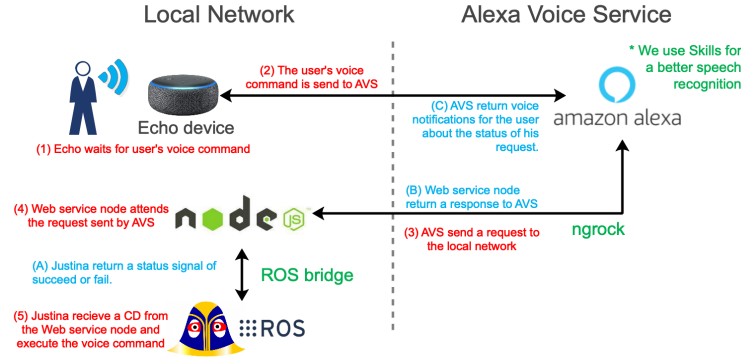 Local Network
Alexa Voice Service
* We use Skills for
a better speech
recognition
(2) The user's voice
command is send to AVS
Echo device
(1) Echo waits for user's voice command
(C) AVS return voice
notifications for the user
about the status of his
request.
amazon alexa
(4) Web service node attends
the request sent by AVS
node
JS
(B) Web service node
return a response to AVS
(3) AVS send a request to
the local network
ngrock
(A) Justina return a status signal of
succeed or fail.
ROS bridge
(5) Justina recieve a CD from
the Web service node and
execute the voice command
ROS